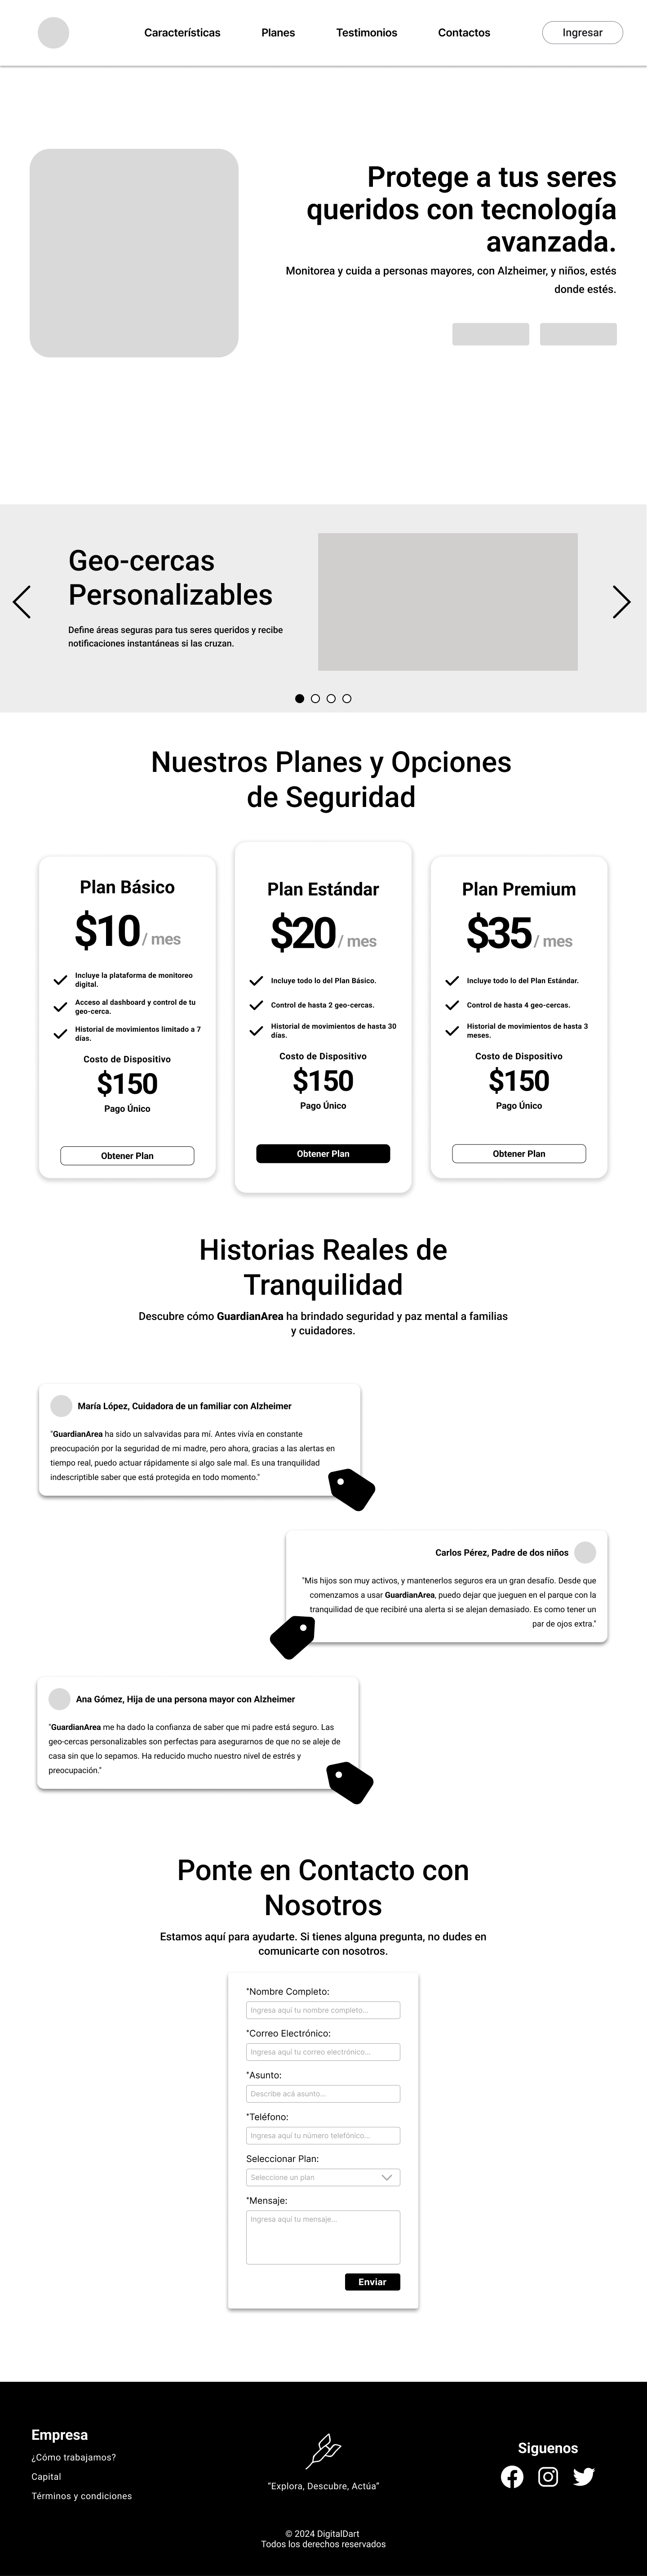 Características
Planes
Testimonios
Contactos
Ingresar
Protege a tus seres
queridos con tecnología
avanzada.
Monitorea y cuida a personas mayores, con Alzheimer, y niños, estés
donde estés.
Geo-cercas
Personalizables
Define áreas seguras para tus seres queridos y recibe
notificaciones instantáneas si las cruzan.
Nuestros Planes y Opciones
de Seguridad
Plan Básico
$10 / mes
Incluye la plataforma de monitoreo
digital.
Acceso al dashboard y control de tu
geo-cerca.
Historial de movimientos limitado a 7
días.
Costo de Dispositivo
$150
Pago Único
Obtener Plan
Plan Estándar
$20 / mes
Incluye todo lo del Plan Básico.
Control de hasta 2 geo-cercas.
Historial de movimientos de hasta 30
días.
Costo de Dispositivo
$150
Pago Único
Obtener Plan
Plan Premium
$35 / mes
Incluye todo lo del Plan Estándar.
Control de hasta 4 geo-cercas.
Historial de movimientos de hasta 3
meses.
Costo de Dispositivo
$150
Pago Único
Obtener Plan
Historias Reales de
Tranquilidad
Descubre cómo GuardianArea ha brindado seguridad y paz mental a familias
y cuidadores.
María López, Cuidadora de un familiar con Alzheimer
"GuardianArea ha sido un salvavidas para mí. Antes vivía en constante
preocupación por la seguridad de mi madre, pero ahora, gracias a las alertas en
tiempo real, puedo actuar rápidamente si algo sale mal. Es una tranquilidad
indescriptible saber que está protegida en todo momento."
Carlos Pérez, Padre de dos niños
"Mis hijos son muy activos, y mantenerlos seguros era un gran desafío. Desde que
comenzamos a usar GuardianArea, puedo dejar que jueguen en el parque con la
tranquilidad de que recibiré una alerta si se alejan demasiado. Es como tener un
par de ojos extra."
Ana Gómez, Hija de una persona mayor con Alzheimer
"GuardianArea me ha dado la confianza de saber que mi padre está seguro. Las
geo-cercas personalizables son perfectas para asegurarnos de que no se aleje de
casa sin que lo sepamos. Ha reducido mucho nuestro nivel de estrés y
preocupación."
Ponte en Contacto con
Nosotros
Estamos aquí para ayudarte. Si tienes alguna pregunta, no dudes en
comunicarte con nosotros.
*Nombre Completo:
Ingresa aquí tu nombre completo...
*Correo Electrónico:
Ingresa aquí tu correo electrónico...
*Asunto:
Describe acá asunto...
*Teléfono:
Ingresa aquí tu número telefónico...
Seleccionar Plan:
Seleccione un plan
*Mensaje:
Ingresa aquí tu mensaje...
Enviar
Empresa
¿Cómo trabajamos?
Capital
Términos y condiciones
"Explora, Descubre, Actúa"
Siguenos
© 2024 DigitalDart
Todos los derechos reservados